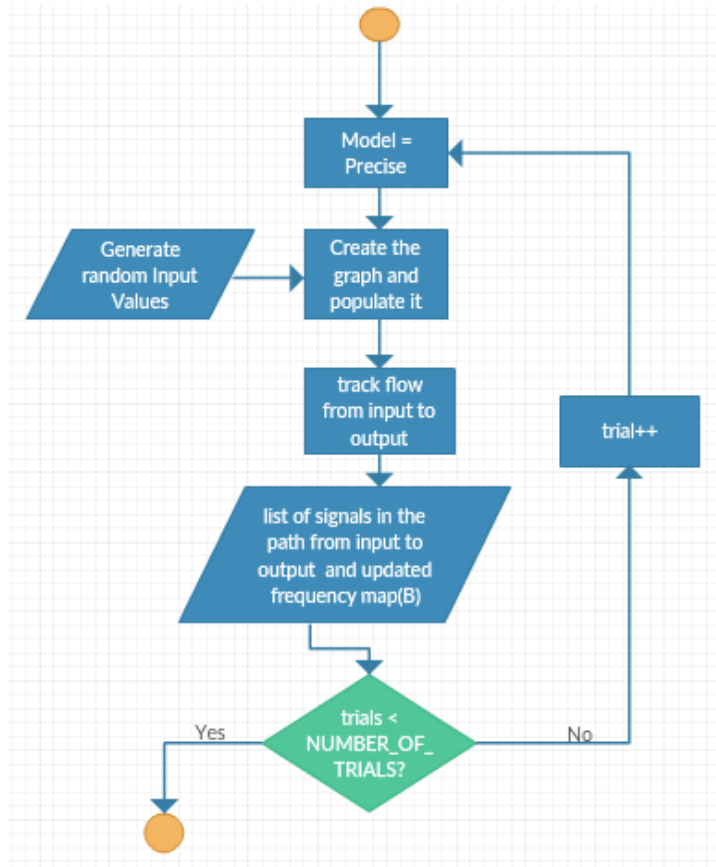 Model =
Precise
Generate
random Input
Values
Create the
graph and
populate it
track flow
from input to
output
trial++
list of signals in the
path from input to
output and updated
frequency map(B)
trials <
NUMBER_OF_
TRIALS?
Yes
No